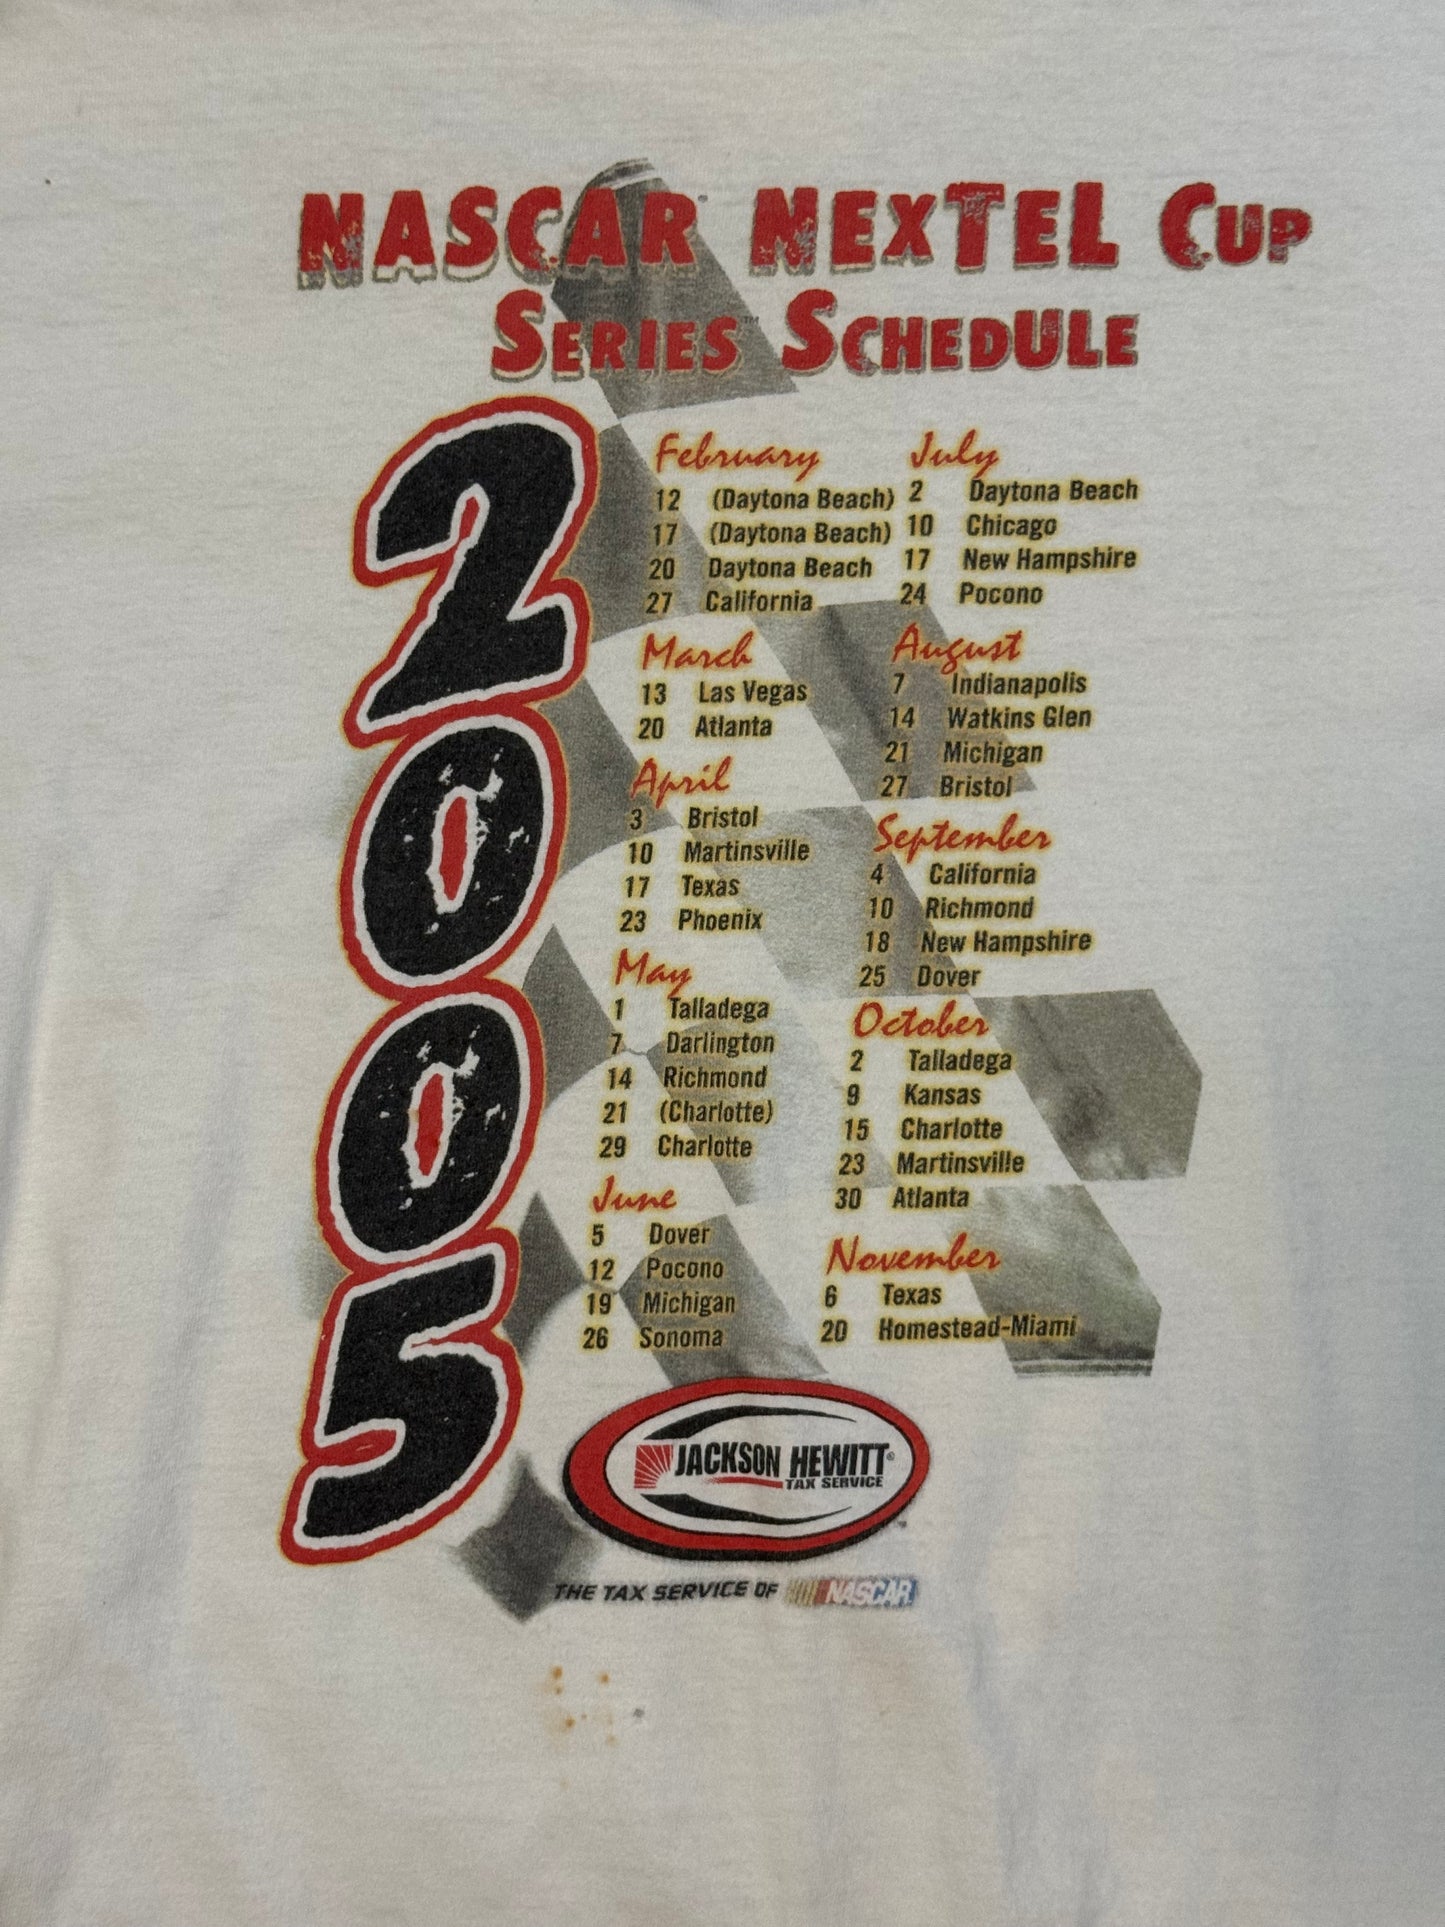 NASCAR NEXTEL CUP
SERIES™ SCHEDULE
2005
February
12 (Daytona Beach)
17 (Daytona Beach)
20 Daytona Beach
27 California
March
13 Las Vegas
20 Atlanta
April
3 Bristol
10 Martinsville
17 Texas
23 Phoenix
May
1 Talladega
7 Darlington
14 Richmond
21 (Charlotte)
29 Charlotte
June
5 Dover
12 Pocono
19 Michigan
26 Sonoma
July
2 Daytona Beach
10 Chicago
17 New Hampshire
24 Pocono
August
7 Indianapolis
14 Watkins Glen
21 Michigan
27 Bristol
September
4 California
10 Richmond
18 New Hampshire
25 Dover
October
2 Talladega
9 Kansas
15 Charlotte
23 Martinsville
30 Atlanta
November
6 Texas
20 Homestead-Miami
JACKSON HEWITT®
TAX SERVICE
THE TAX SERVICE OF NASCAR